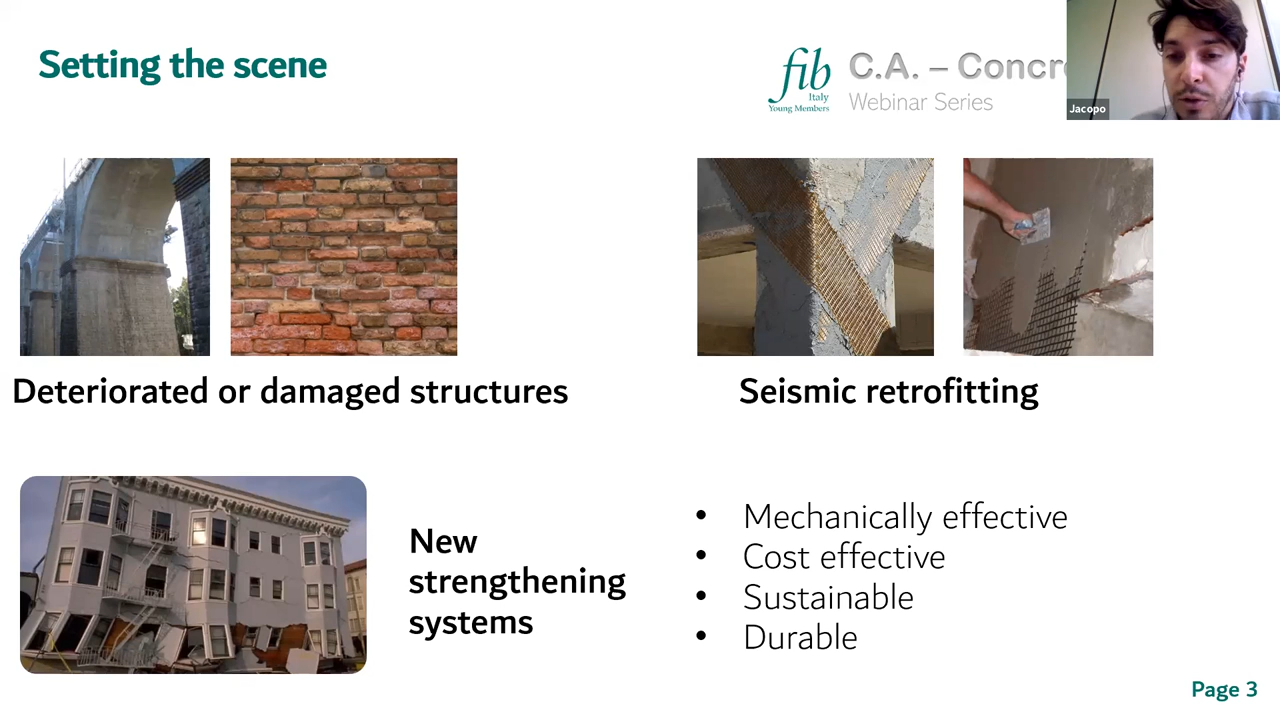 Setting the scene
fib
Italy
Young Members
C.A. – Concre
Webinar Series
Jacopo
Deteriorated or damaged structures
Seismic retrofitting
New
strengthening
systems
• Mechanically effective
• Cost effective
• Sustainable
• Durable
Page 3